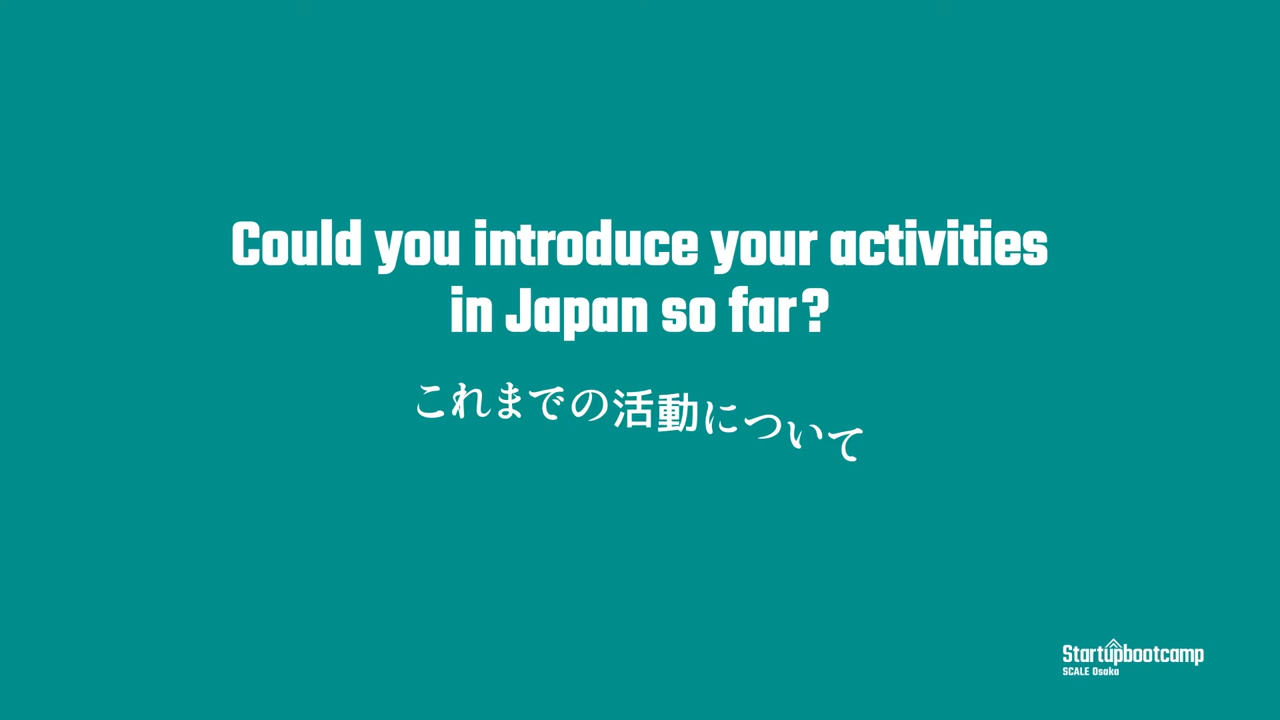 Could you introduce your activities
in Japan so far?
これまでの活動について
Startupbootcamp
SCALE Osaka